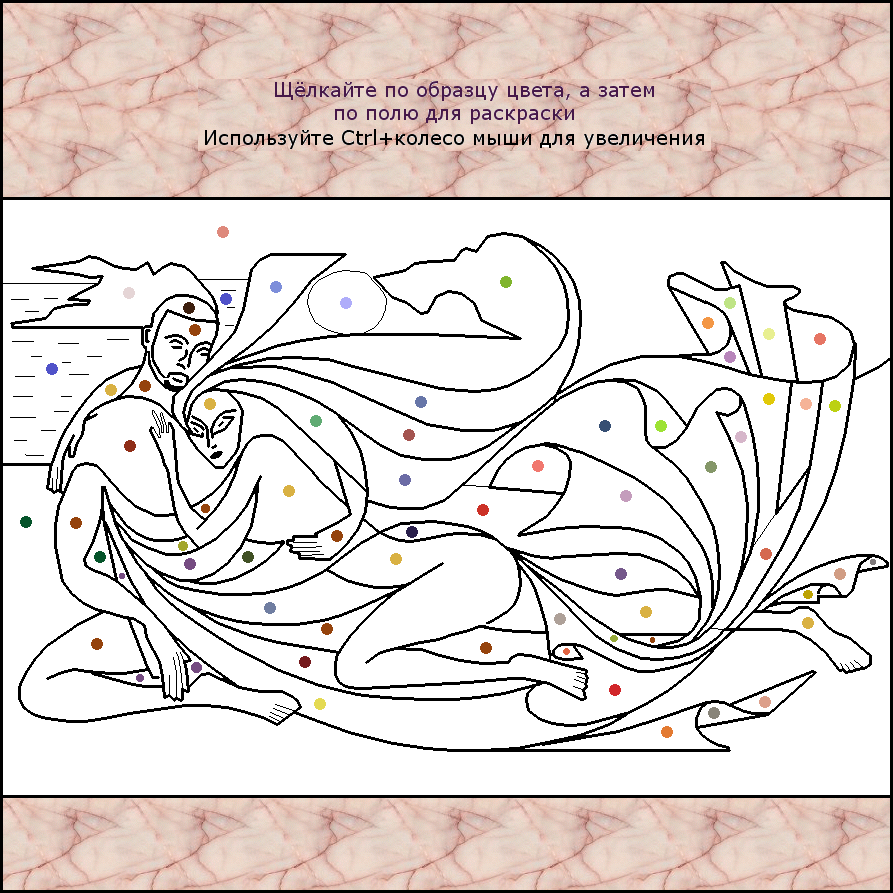 Щёлкайте по образцу цвета, а затем
по полю для раскраски
Используйте Ctrl+колесо мыши для увеличения